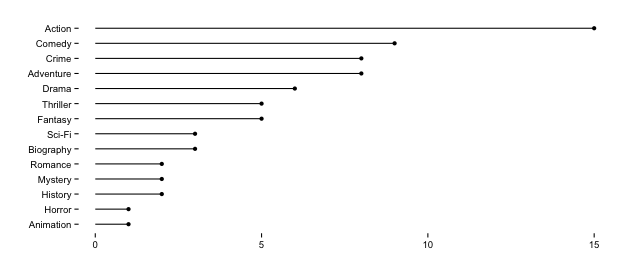 Action
Comedy
Crime
Adventure
Drama
Thriller
Fantasy
Sci-Fi
Biography
Romance
Mystery
History
Horror
Animation
0 5 10 15